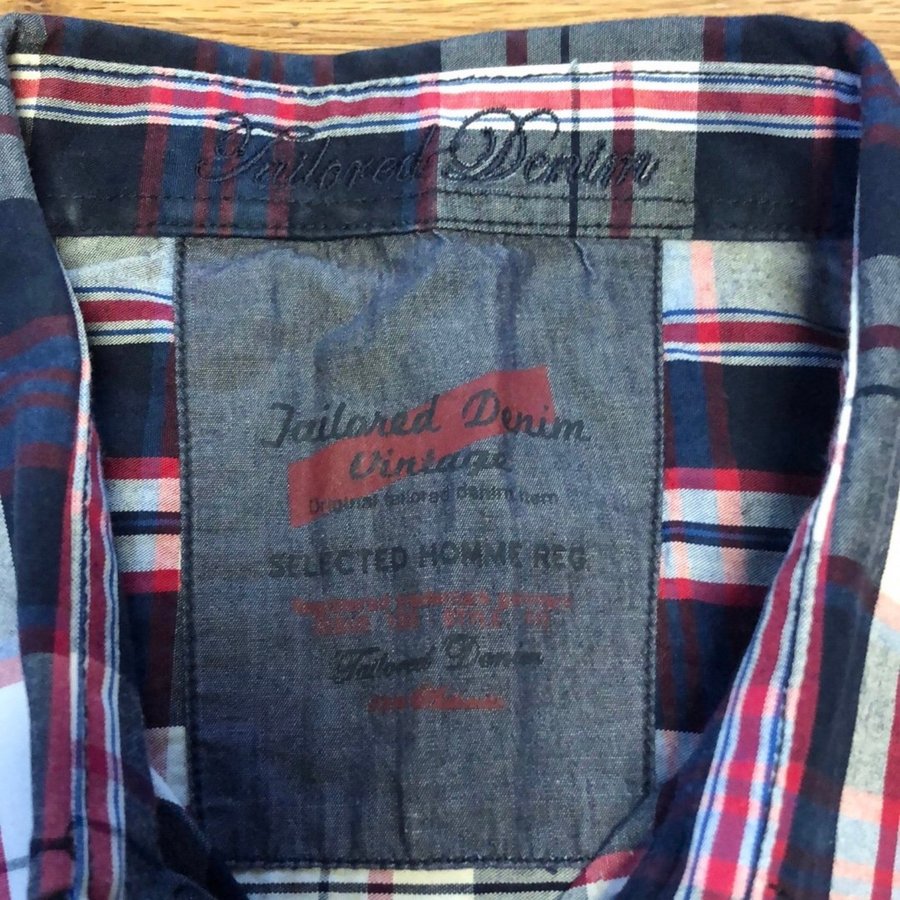 Tailored Denim
Tailored Denim
Vintage
Original tailored denim item
SELECTED HOMME REG.
Tailored Denim